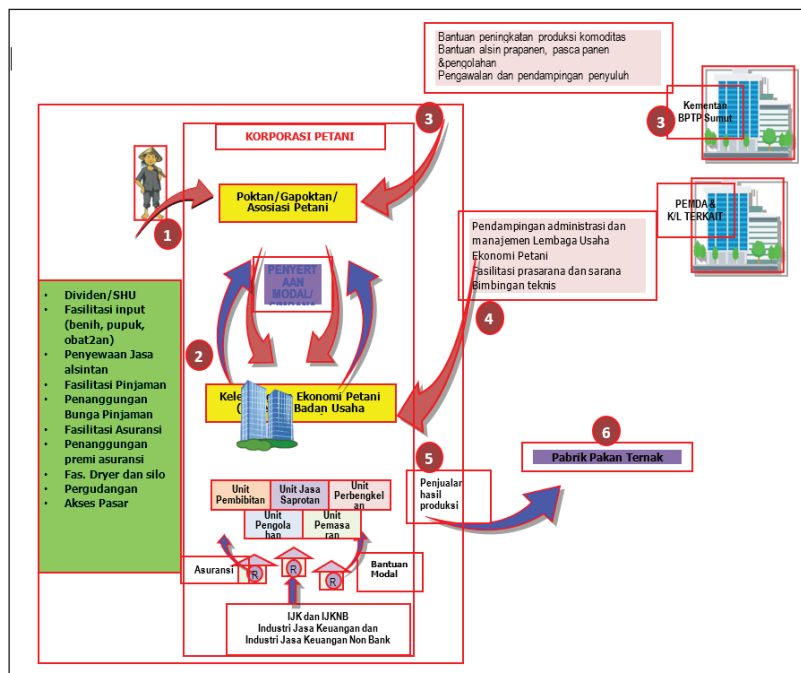 Bantuan peningkatan produksi komoditas
Bantuan alsin prapanen, pasca panen
&pengolahan
Pengawalan dan pendampingan penyuluh
3
Kementan
BPTP Sumut
3
KORPORASI PETANI
Poktan/Gapoktan/
Asosiasi Petani
1
PEMDA &
K/L TERKAIT
Pendampingan administrasi dan
manajemen Lembaga Usaha
Ekonomi Petani
Fasilitasi prasarana dan sarana
Bimbingan teknis
4
PENYERT
AAN
MODAL/
• Dividen/SHU
• Fasilitasi input
(benih, pupuk,
obat2an)
• Penyewaan Jasa
alsintan
• Fasilitasi Pinjaman
• Penanggungan
Bunga Pinjaman
• Fasilitasi Asuransi
• Penanggungan
premi asuransi
• Fas. Dryer dan silo
• Pergudangan
• Akses Pasar
2
Ekonomi Petani
Badan Usaha
5
Penjualan
hasil
produksi
6
Pabrik Pakan Ternak
Unit
Pembibitan
Unit Jasa
Saprotan
Unit
Perbengkel
an
Unit
Pengola
han
Unit
Pemasa
ran
Asuransi
R
R
R
Bantuan
Modal
IJK dan IJKNB
Industri Jasa Keuangan dan
Industri Jasa Keuangan Non Bank